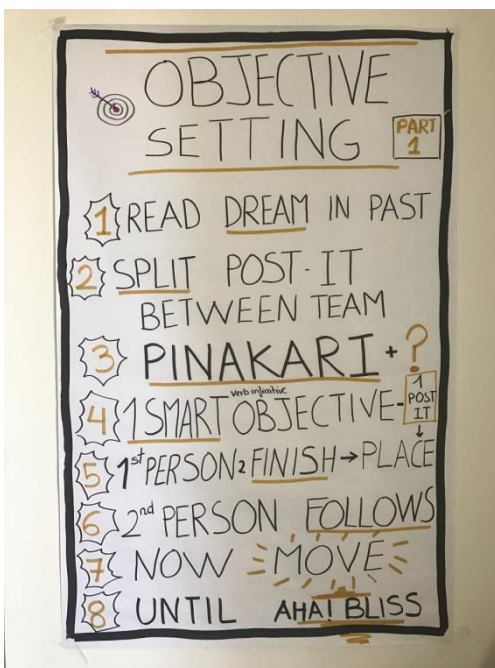 OBJECTIVE
SETTING
PART
1
1 READ DREAM IN PAST
2 SPLIT POST-IT
BETWEEN TEAM
3 PINAKARI + ?
verb infinitive
4 1 SMART OBJECTIVE - 1
POST
IT
5 1st PERSON 2 FINISH → PLACE
6 2nd PERSON FOLLOWS
7 NOW MOVE
8 UNTIL AHA! BLISS